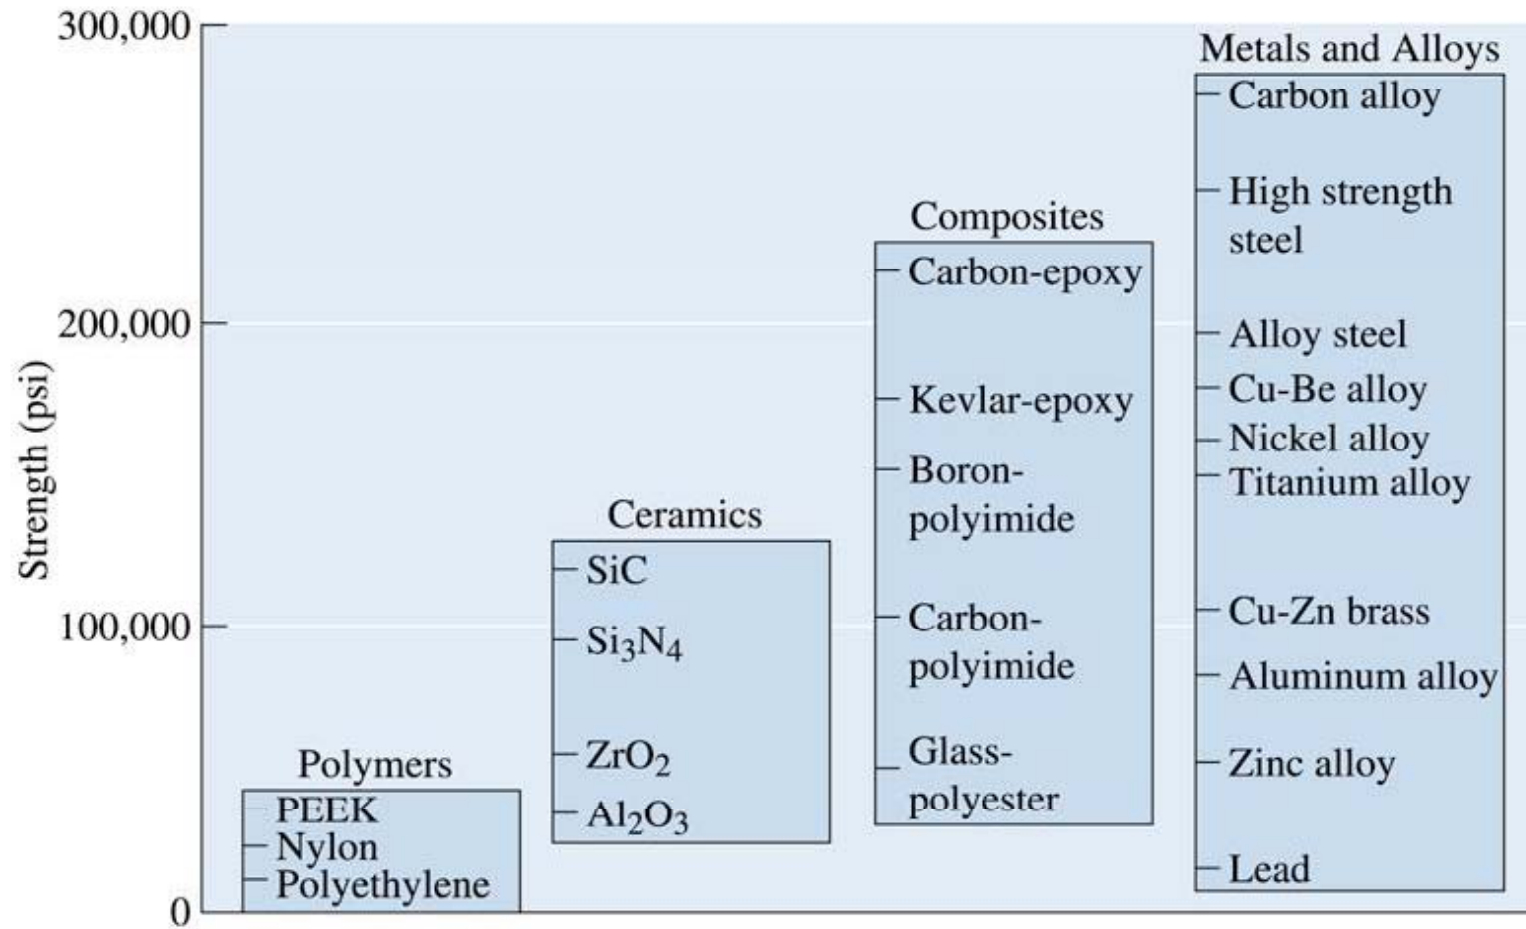 Strength (psi)
300,000
200,000
100,000
0
Polymers
PEEK
Nylon
Polyethylene
Ceramics
SiC
Si₃N₄
ZrO₂
Al₂O₃
Composites
Carbon-epoxy
Kevlar-epoxy
Boron-
polyimide
Carbon-
polyimide
Glass-
polyester
Metals and Alloys
Carbon alloy
High strength
steel
Alloy steel
Cu-Be alloy
Nickel alloy
Titanium alloy
Cu-Zn brass
Aluminum alloy
Zinc alloy
Lead